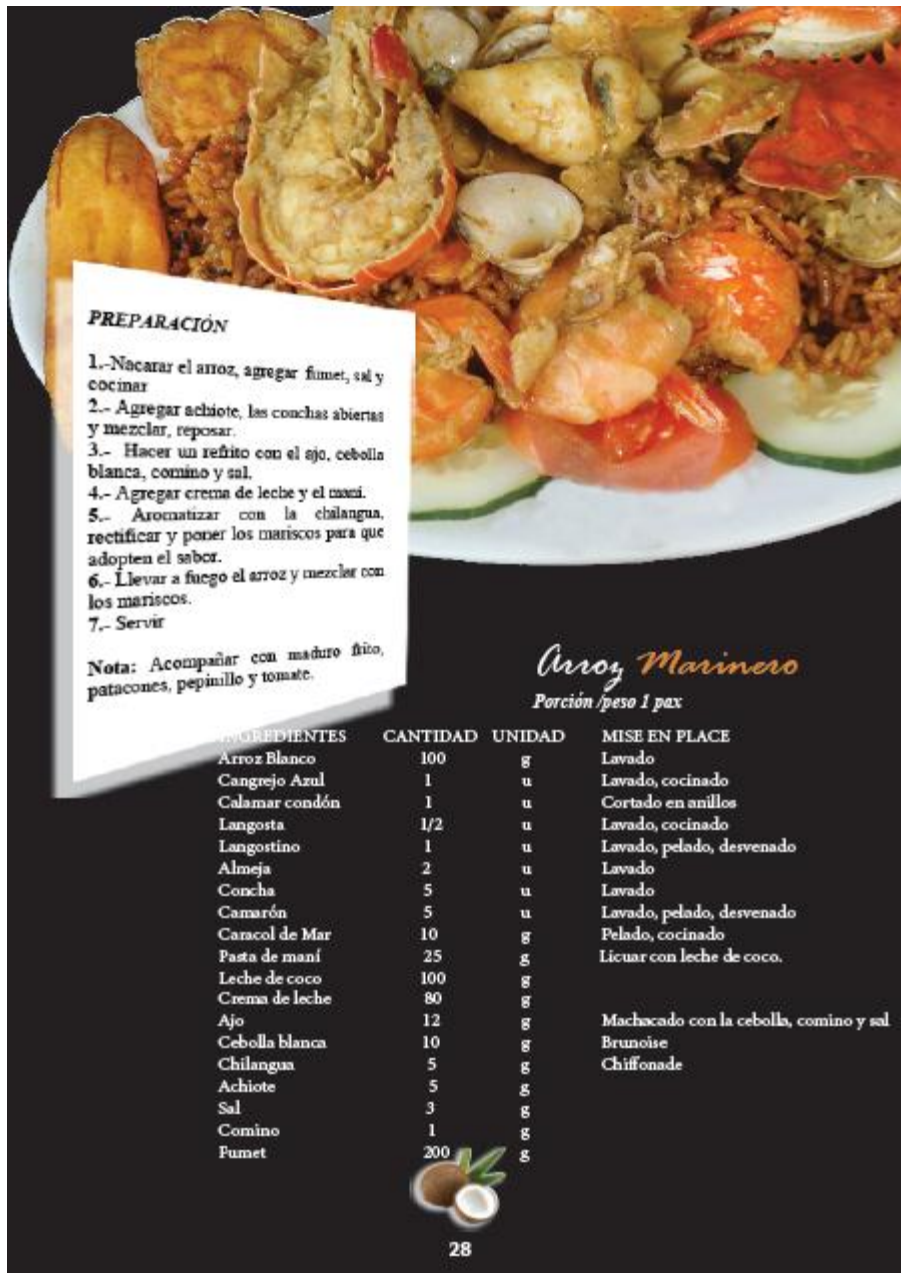 PREPARACIÓN
1.-Nacarar el arroz, agregar fumet, sal y
cocinar
2.- Agregar achiote, las conchas abiertas
y mezclar, reposar.
3.- Hacer un refrito con el ajo, cebolla
blanca, comino y sal.
4.- Agregar crema de leche y el maní.
5.- Aromatizar con la chilangua,
rectificar y poner los mariscos para que
adopten el sabor.
6.- Llevar a fuego el arroz y mezclar con
los mariscos.
7.- Servir
Nota: Acompañar con maduro frito,
patacones, pepinillo y tomate.
Arroz Marinero
Porción /peso 1 pax
INGREDIENTES CANTIDAD UNIDAD MISE EN PLACE
Arroz Blanco 100 g Lavado
Cangrejo Azul 1 u Lavado, cocinado
Calamar condón 1 u Cortado en anillos
Langosta 1/2 u Lavado, cocinado
Langostino 1 u Lavado, pelado, desvenado
Almeja 2 u Lavado
Concha 5 u Lavado
Camarón 5 u Lavado, pelado, desvenado
Caracol de Mar 10 g Pelado, cocinado
Pasta de maní 25 g Licuar con leche de coco.
Leche de coco 100 g
Crema de leche 80 g
Ajo 12 g Machacado con la cebolla, comino y sal
Cebolla blanca 10 g Brunoise
Chilangua 5 g Chiffonade
Achiote 5 g
Sal 3 g
Comino 1 g
Fumet 200 g
28